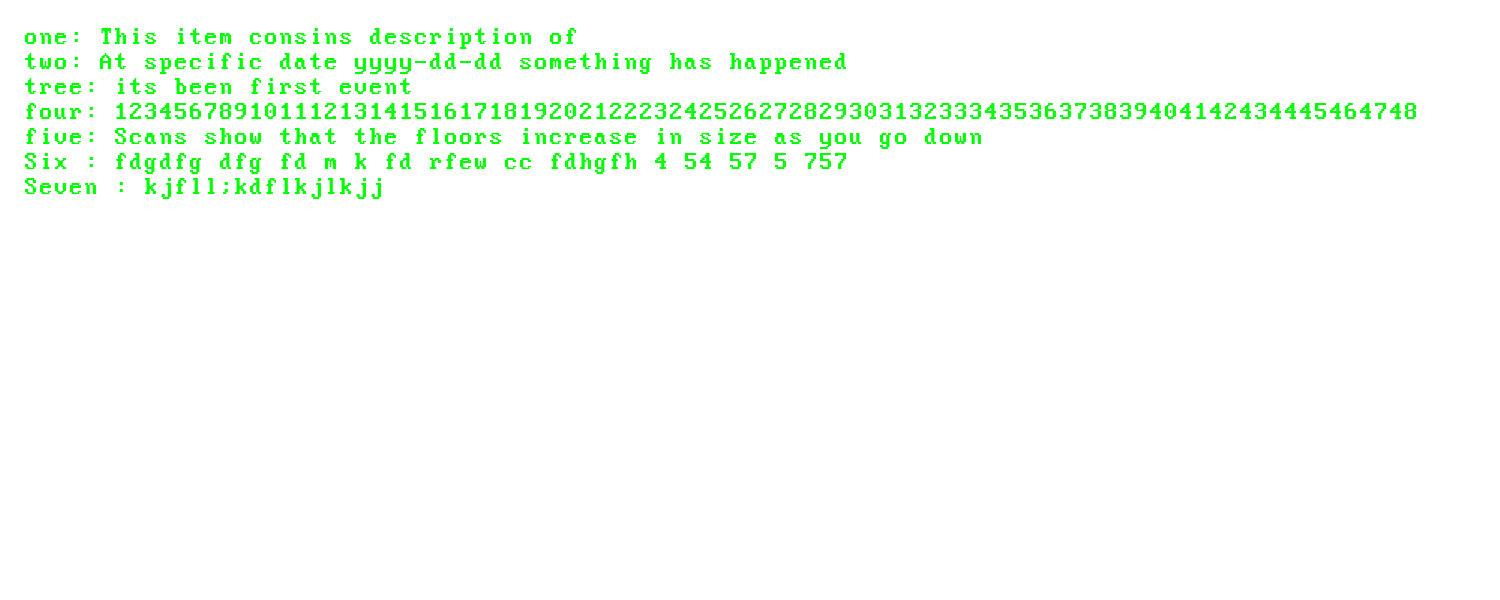 one: This item consins description of
two: At specific date yyyy-dd-dd something has happened
tree: its been first event
four: 123456789101112131415161718192021222324252627282930313233343536373839404142434445464748
five: Scans show that the floors increase in size as you go down
Six : fdgdfg dfg fd m k fd rfew cc fdhgfh 4 54 57 5 757
Seven : kjfll;kdflkjlkjj